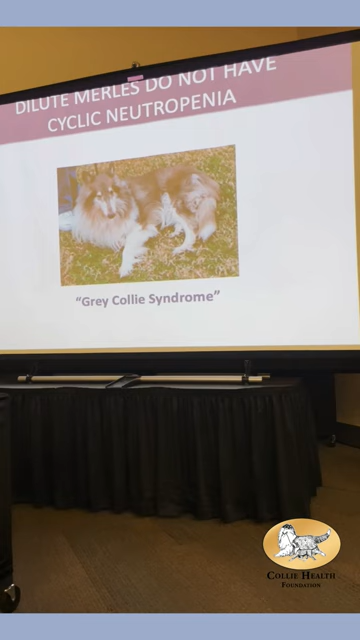 DILUTE MERLES DO NOT HAVE
CYCLIC NEUTROPENIA
“Grey Collie Syndrome”
COLLIE HEALTH
FOUNDATION